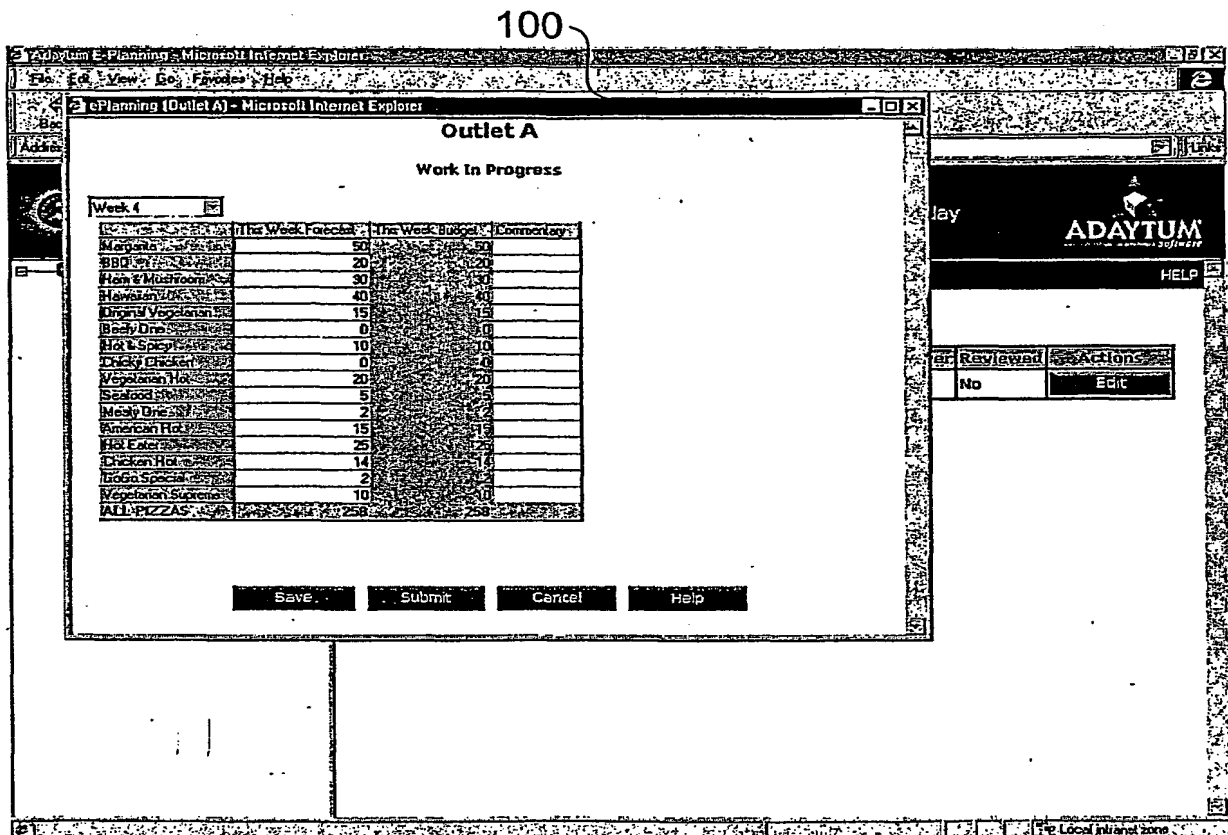 100
Adaytum E-Planning - Microsoft Internet Explorer
File Edit View Go Favorites Help
ePlanning (Outlet A) - Microsoft Internet Explorer
Links
Outlet A
Work In Progress
Week 4
ADAYTUM
HELP
This Week Forecast This Week Budget Commentary
Margarita 50 50
BBQ 20 20
Ham & Mushroom 30 30
Hawaiian 40 40
Original Vegetarian 15 15
Beefy One 0 0
Hot & Spicy 10 10
Chicky Chicken 0 0
Vegetarian Hot 20 20
Seafood 5 5
Meaty One 2 2
American Hot 15 15
Hot Eater 25 25
Chicken Hot 14 14
GoGo Special 2 2
Vegetarian Supreme 10 10
ALL PIZZAS 258 258
Reviewed Actions
No Edit
Save Submit Cancel Help
Local intranet zone